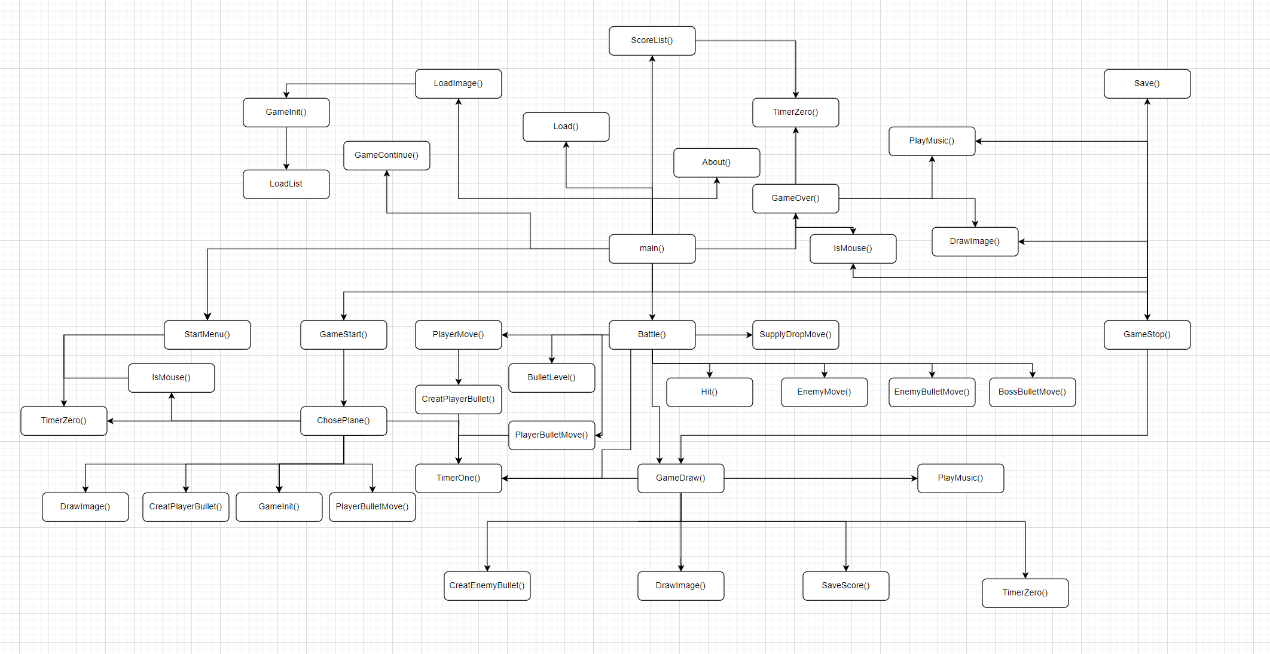 ScoreList()
LoadImage()
Save()
GameInit()
TimerZero()
Load()
PlayMusic()
GameContinue()
About()
LoadList
GameOver()
DrawImage()
main()
IsMouse()
StartMenu()
GameStart()
PlayerMove()
Battle()
SupplyDropMove()
GameStop()
IsMouse()
BulletLevel()
Hit()
EnemyMove()
EnemyBulletMove()
BossBulletMove()
CreatPlayerBullet()
TimerZero()
ChosePlane()
PlayerBulletMove()
TimerOne()
GameDraw()
PlayMusic()
DrawImage()
CreatPlayerBullet()
GameInit()
PlayerBulletMove()
CreatEnemyBullet()
DrawImage()
SaveScore()
TimerZero()